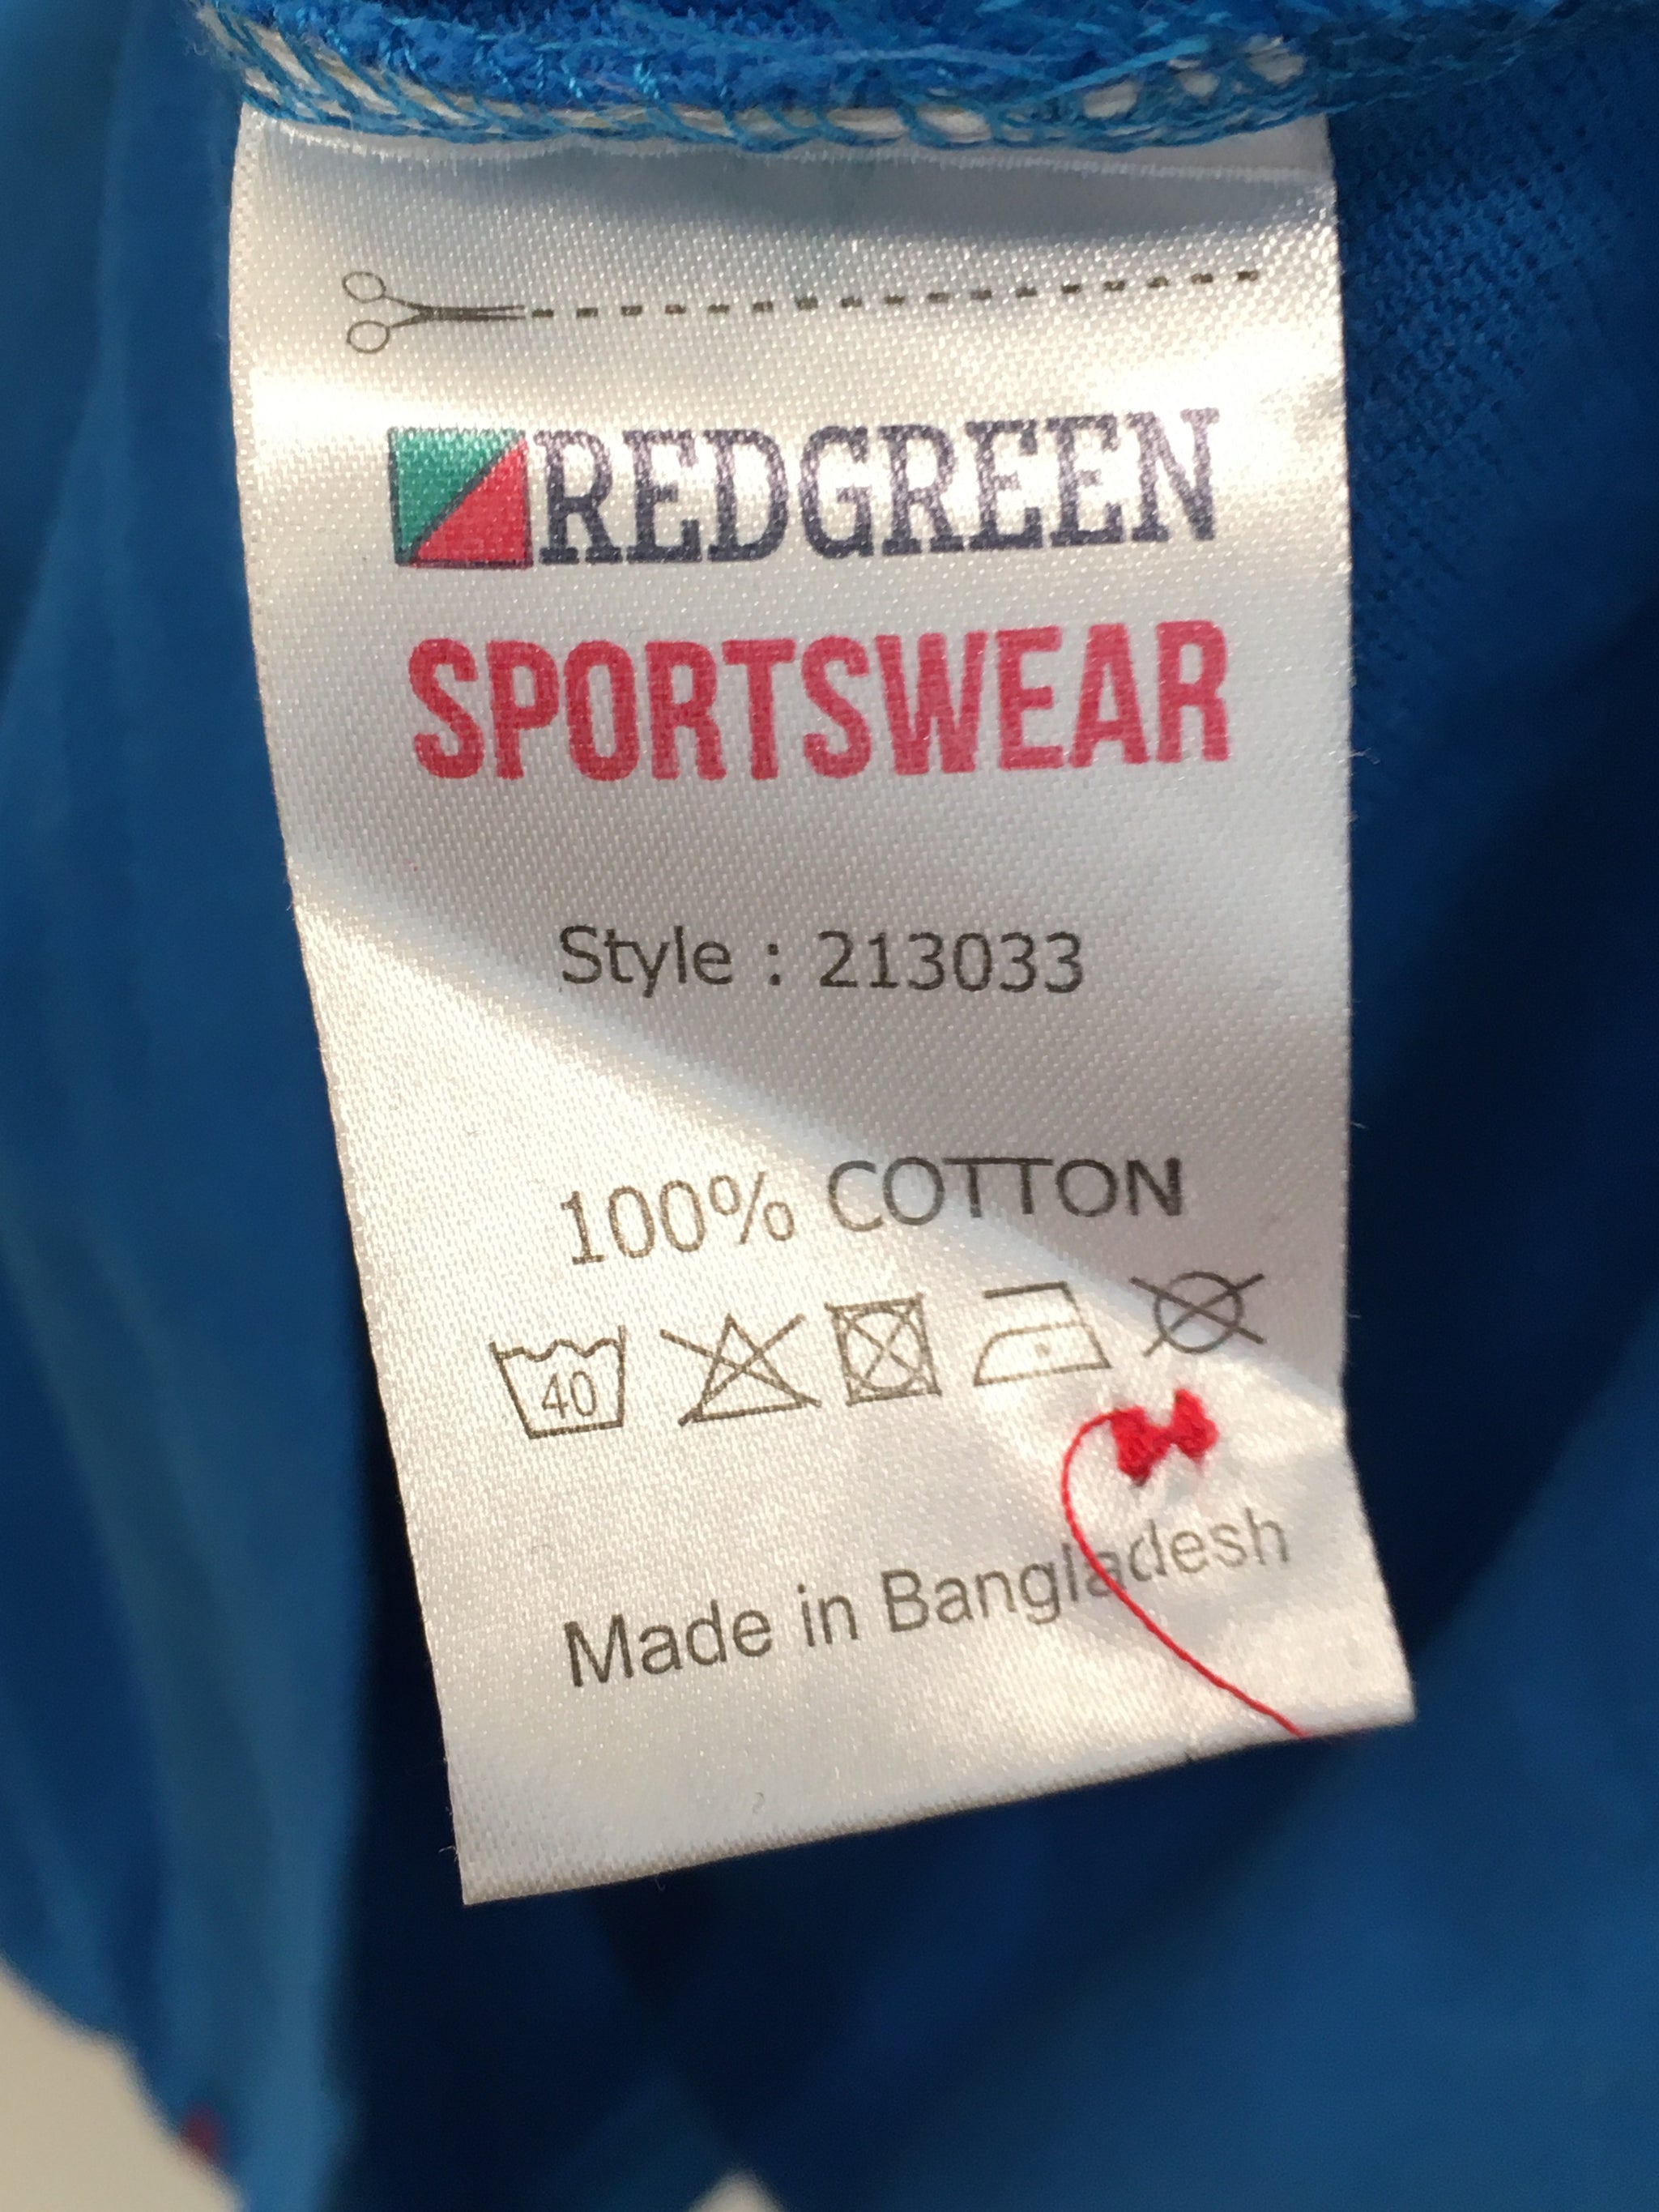 REDGREEN
SPORTSWEAR
Style : 213033
100% COTTON
40
Made in Bangladesh